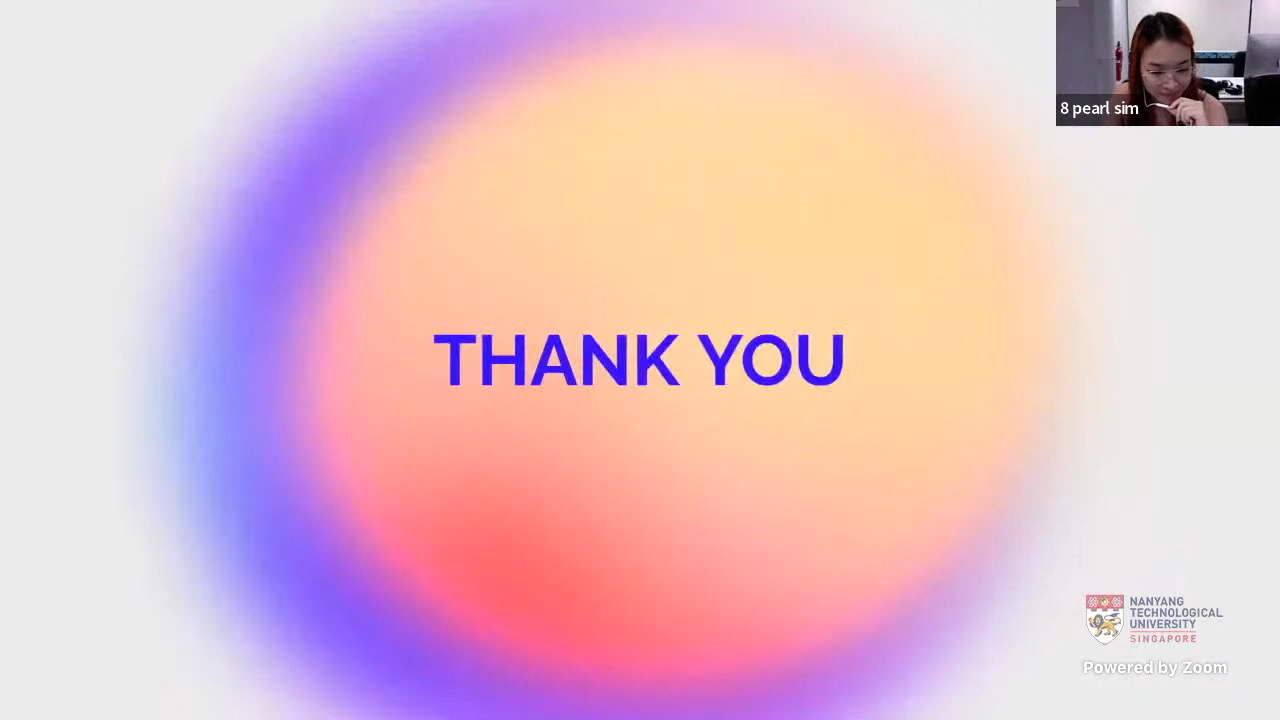 8 pearl sim
THANK YOU
NANYANG
TECHNOLOGICAL
UNIVERSITY
SINGAPORE
Powered by Zoom